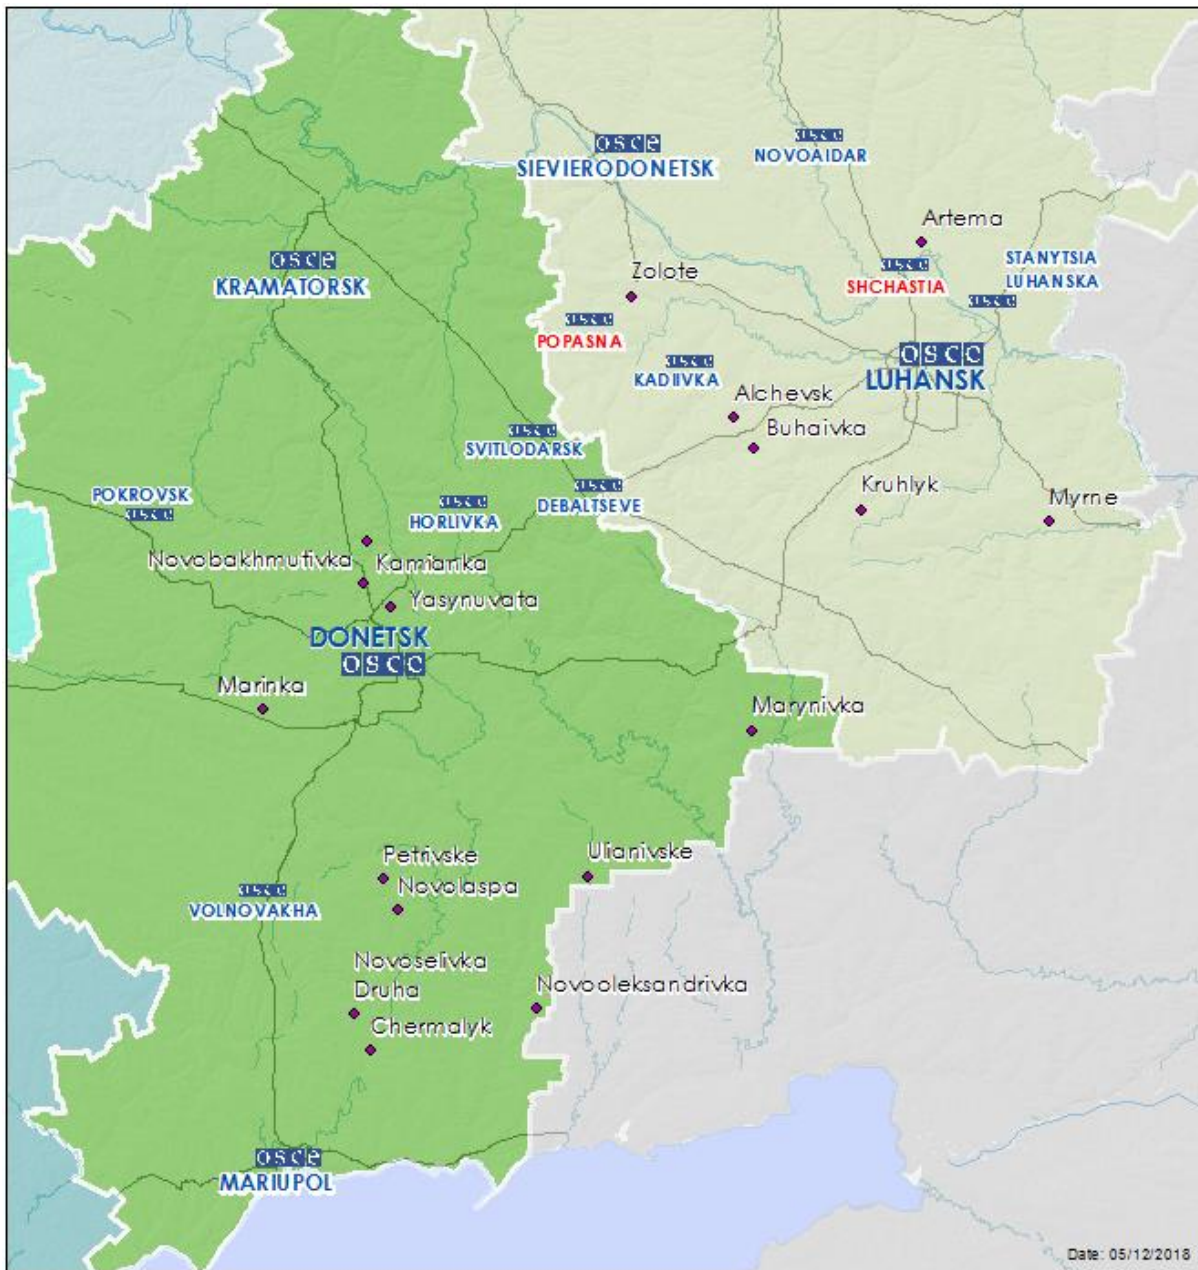 osce
SIEVIERODONETSK
osce
NOVOAIDAR
Artema
osce
SHCHASTIA
STANYTSIA
LUHANSKA
osce
osce
KRAMATORSK
Zolote
osce
POPASNA
osce
KADIIVKA
osce
LUHANSK
Alchevsk
Buhaivka
osce
SVITLODARSK
Kruhlyk
Myrne
POKROVSK
osce
osce
HORLIVKA
osce
DEBALTSEVE
Novobakhmutivka
Kamianka
Yasynuvata
DONETSK
osce
Marinka
Marynivka
Petrivske
Novolaspa
Ulianivske
osce
VOLNOVAKHA
Novoselivka
Druha
Novooleksandrivka
Chermalyk
osce
MARIUPOL
Date: 05/12/2018